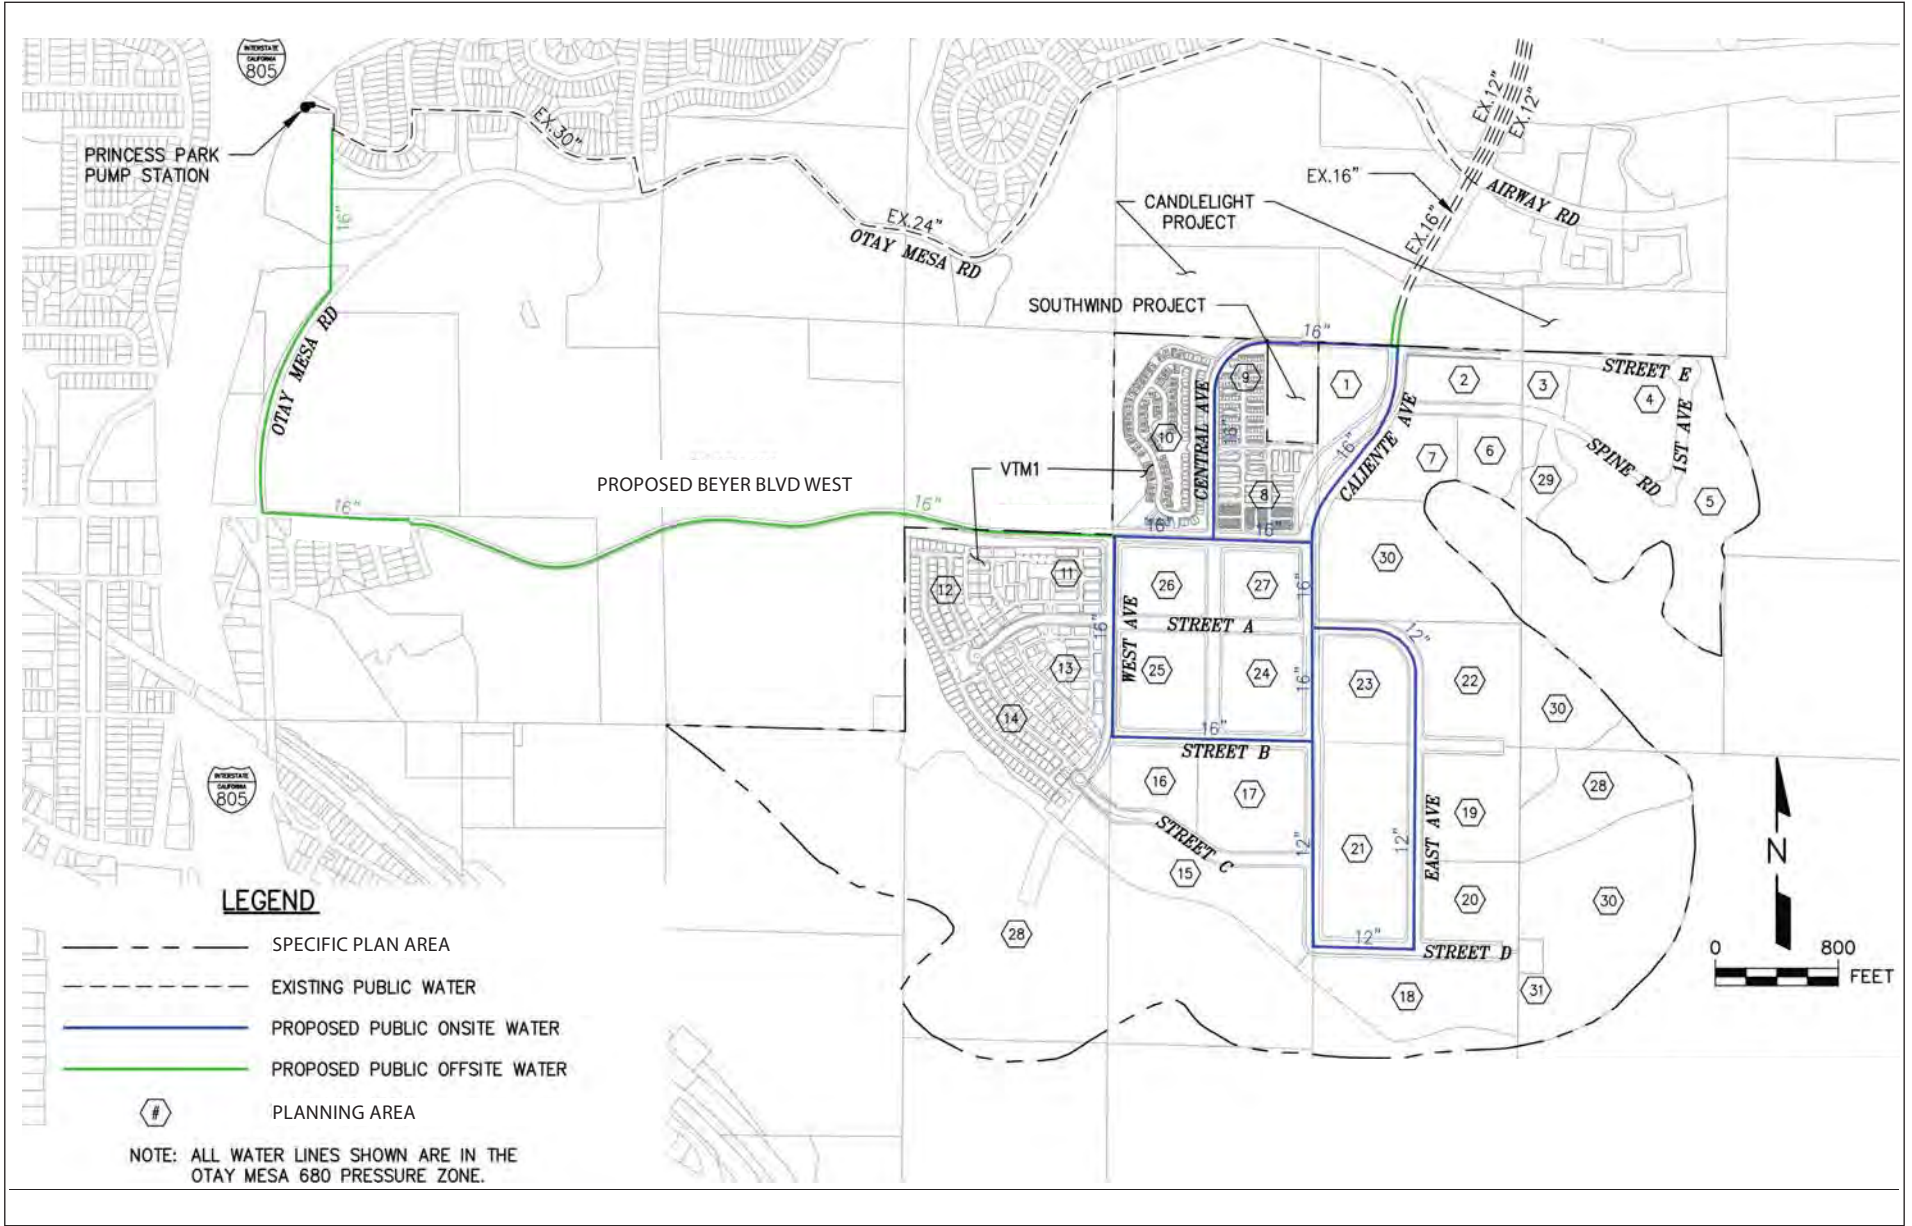 INTERSTATE
CALIFORNIA
805
PRINCESS PARK
PUMP STATION
EX.30"
16"
EX.24"
OTAY MESA RD
EX.12"
EX.12"
EX.16"
EX.16"
AIRWAY RD
CANDLELIGHT
PROJECT
SOUTHWIND PROJECT
OTAY MESA RD
16"
STREET E
1
2
3
4
9
10
CENTRAL AVE
16"
16"
CALIENTE AVE
1ST AVE
SPINE RD
7
6
29
5
8
VTM1
PROPOSED BEYER BLVD WEST
16"
16"
16"
16"
30
12
11
26
27
16"
16"
WEST AVE
STREET A
12"
13
25
24
16"
23
22
30
14
16"
STREET B
16
17
28
INTERSTATE
CALIFORNIA
805
STREET C
12"
21
12"
EAST AVE
19
15
20
30
28
12"
STREET D
18
31
N
0 800
FEET
LEGEND
SPECIFIC PLAN AREA
EXISTING PUBLIC WATER
PROPOSED PUBLIC ONSITE WATER
PROPOSED PUBLIC OFFSITE WATER
# PLANNING AREA
NOTE: ALL WATER LINES SHOWN ARE IN THE
OTAY MESA 680 PRESSURE ZONE.